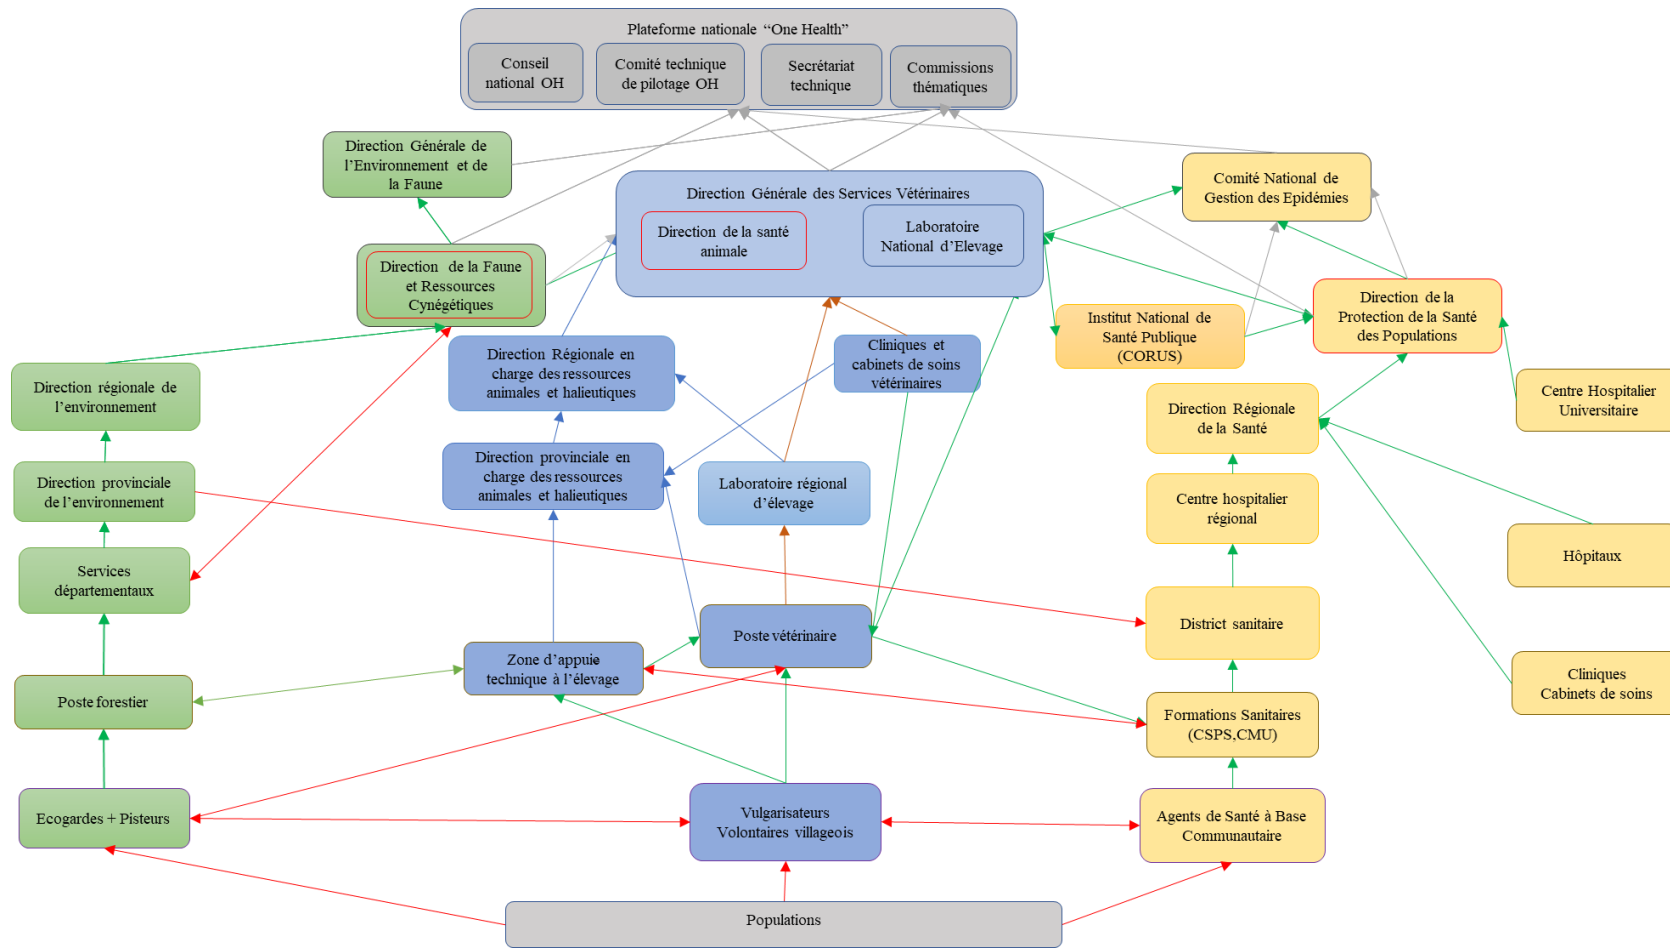 Plateforme nationale “One Health”
Conseil
national OH
Comité technique
de pilotage OH
Secrétariat
technique
Commissions
thématiques
Direction Générale de
l’Environnement et de
la Faune
Direction Générale des Services Vétérinaires
Direction de la santé
animale
Laboratoire
National d’Elevage
Comité National de
Gestion des Epidémies
Direction de la Faune
et Ressources
Cynégétiques
Institut National de
Santé Publique
(CORUS)
Direction de la
Protection de la Santé
des Populations
Direction régionale de
l’environnement
Direction Régionale en
charge des ressources
animales et halieutiques
Cliniques et
cabinets de soins
vétérinaires
Direction Régionale
de la Santé
Centre Hospitalier
Universitaire
Direction provinciale
de l’environnement
Direction provinciale en
charge des ressources
animales et halieutiques
Laboratoire régional
d’élevage
Centre hospitalier
régional
Services
départementaux
Hôpitaux
Poste vétérinaire
District sanitaire
Poste forestier
Zone d’appuie
technique à l’élevage
Formations Sanitaires
(CSPS,CMU)
Cliniques
Cabinets de soins
Ecogardes + Pisteurs
Vulgarisateurs
Volontaires villageois
Agents de Santé à Base
Communautaire
Populations